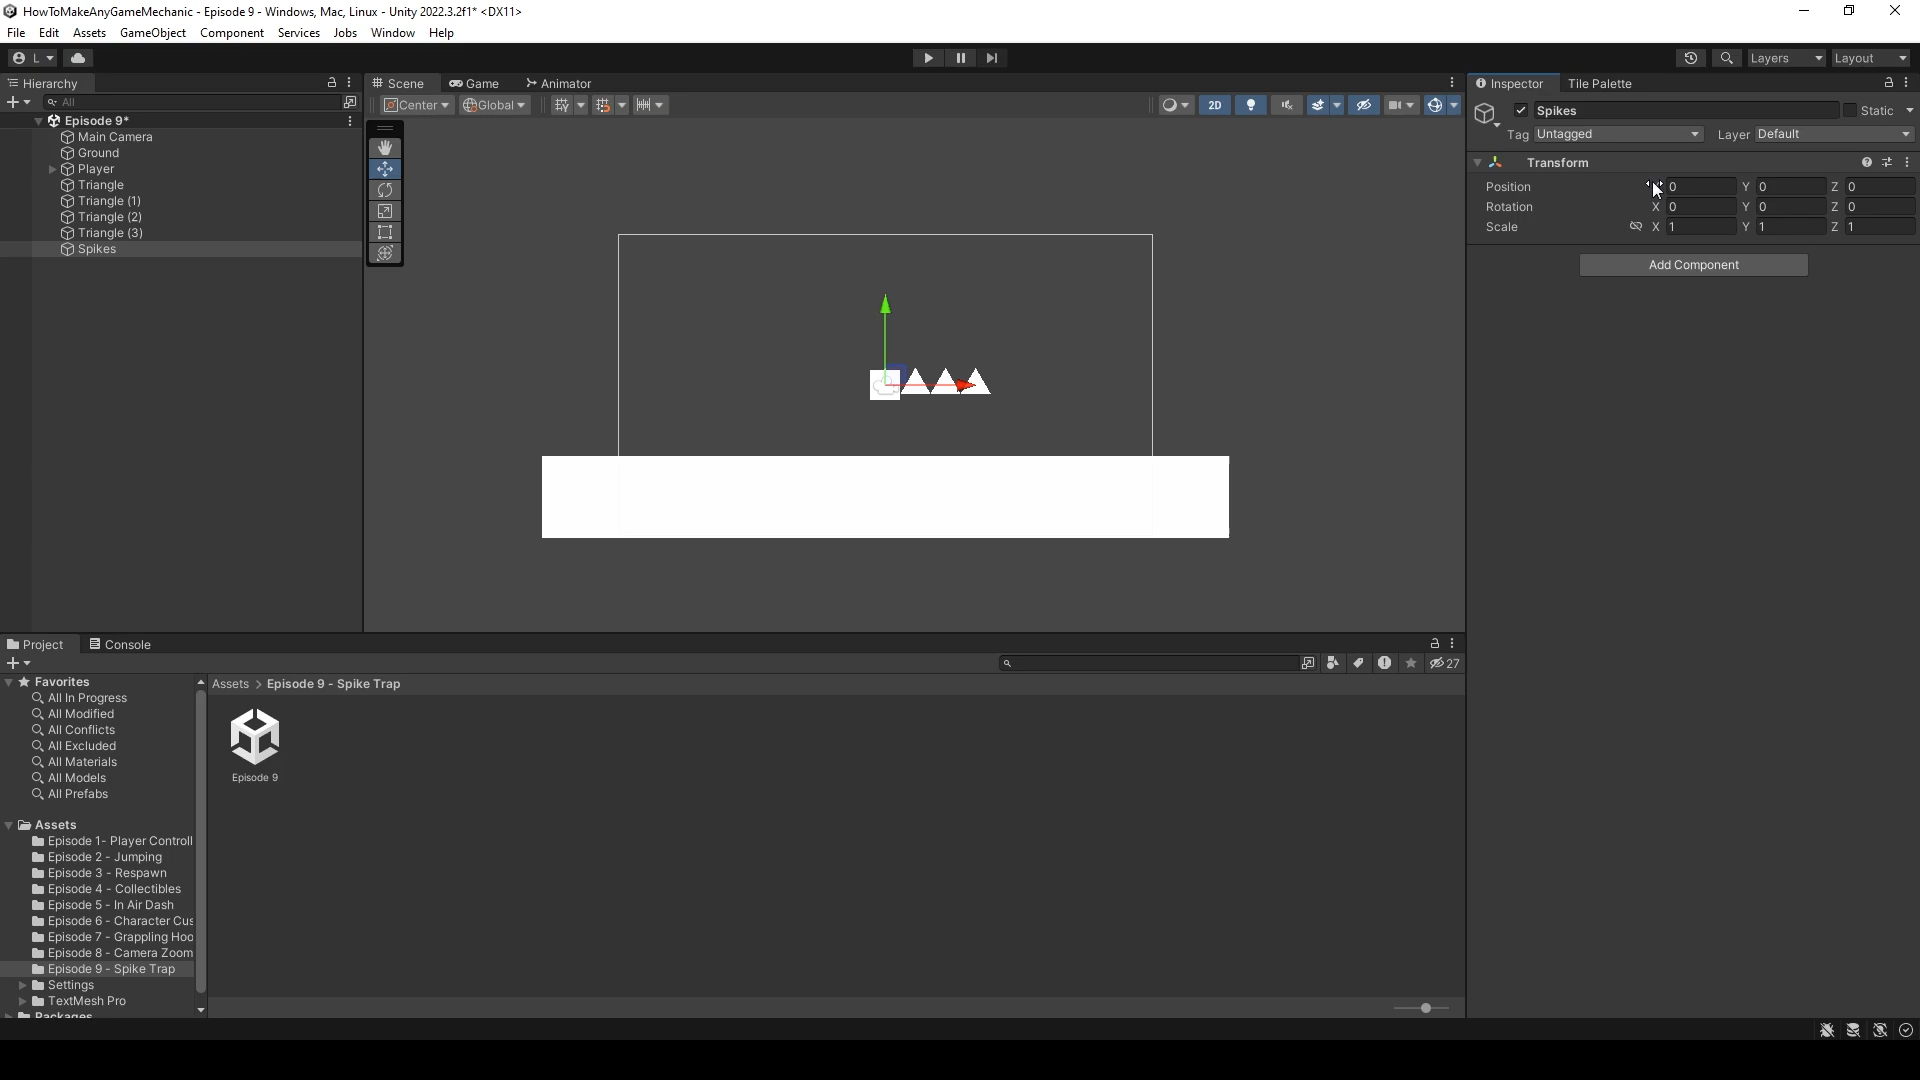 HowToMakeAnyGameMechanic - Episode 9 - Windows, Mac, Linux - Unity 2022.3.2f1* <DX11>
File Edit Assets GameObject Component Services Jobs Window Help
L Layers Layout
Hierarchy Scene Game Animator Inspector Tile Palette
All Center Global 2D Spikes Static
Tag Untagged Layer Default
Episode 9*
Main Camera
Ground
Player
Triangle
Triangle (1)
Triangle (2)
Triangle (3)
Spikes
Transform
Position 0 Y 0 Z 0
Rotation X 0 Y 0 Z 0
Scale X 1 Y 1 Z 1
Add Component
Project Console
27
Favorites
All In Progress
All Modified
All Conflicts
All Excluded
All Materials
All Models
All Prefabs
Assets
Episode 1- Player Controll
Episode 2 - Jumping
Episode 3 - Respawn
Episode 4 - Collectibles
Episode 5 - In Air Dash
Episode 6 - Character Cus
Episode 7 - Grappling Hoo
Episode 8 - Camera Zoom
Episode 9 - Spike Trap
Settings
TextMesh Pro
Packages
Assets > Episode 9 - Spike Trap
Episode 9